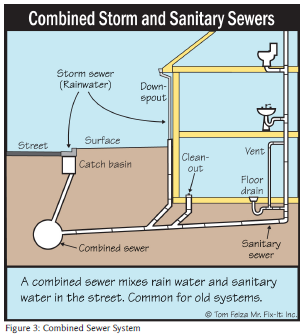 Combined Storm and Sanitary Sewers
Storm sewer
(Rainwater)
Down-
spout
Street
Surface
Catch basin
Clean-
out
Vent
Floor
drain
Combined sewer
Sanitary
sewer
A combined sewer mixes rain water and sanitary
water in the street. Common for old systems.
© Tom Feiza Mr. Fix-It Inc.
Figure 3: Combined Sewer System